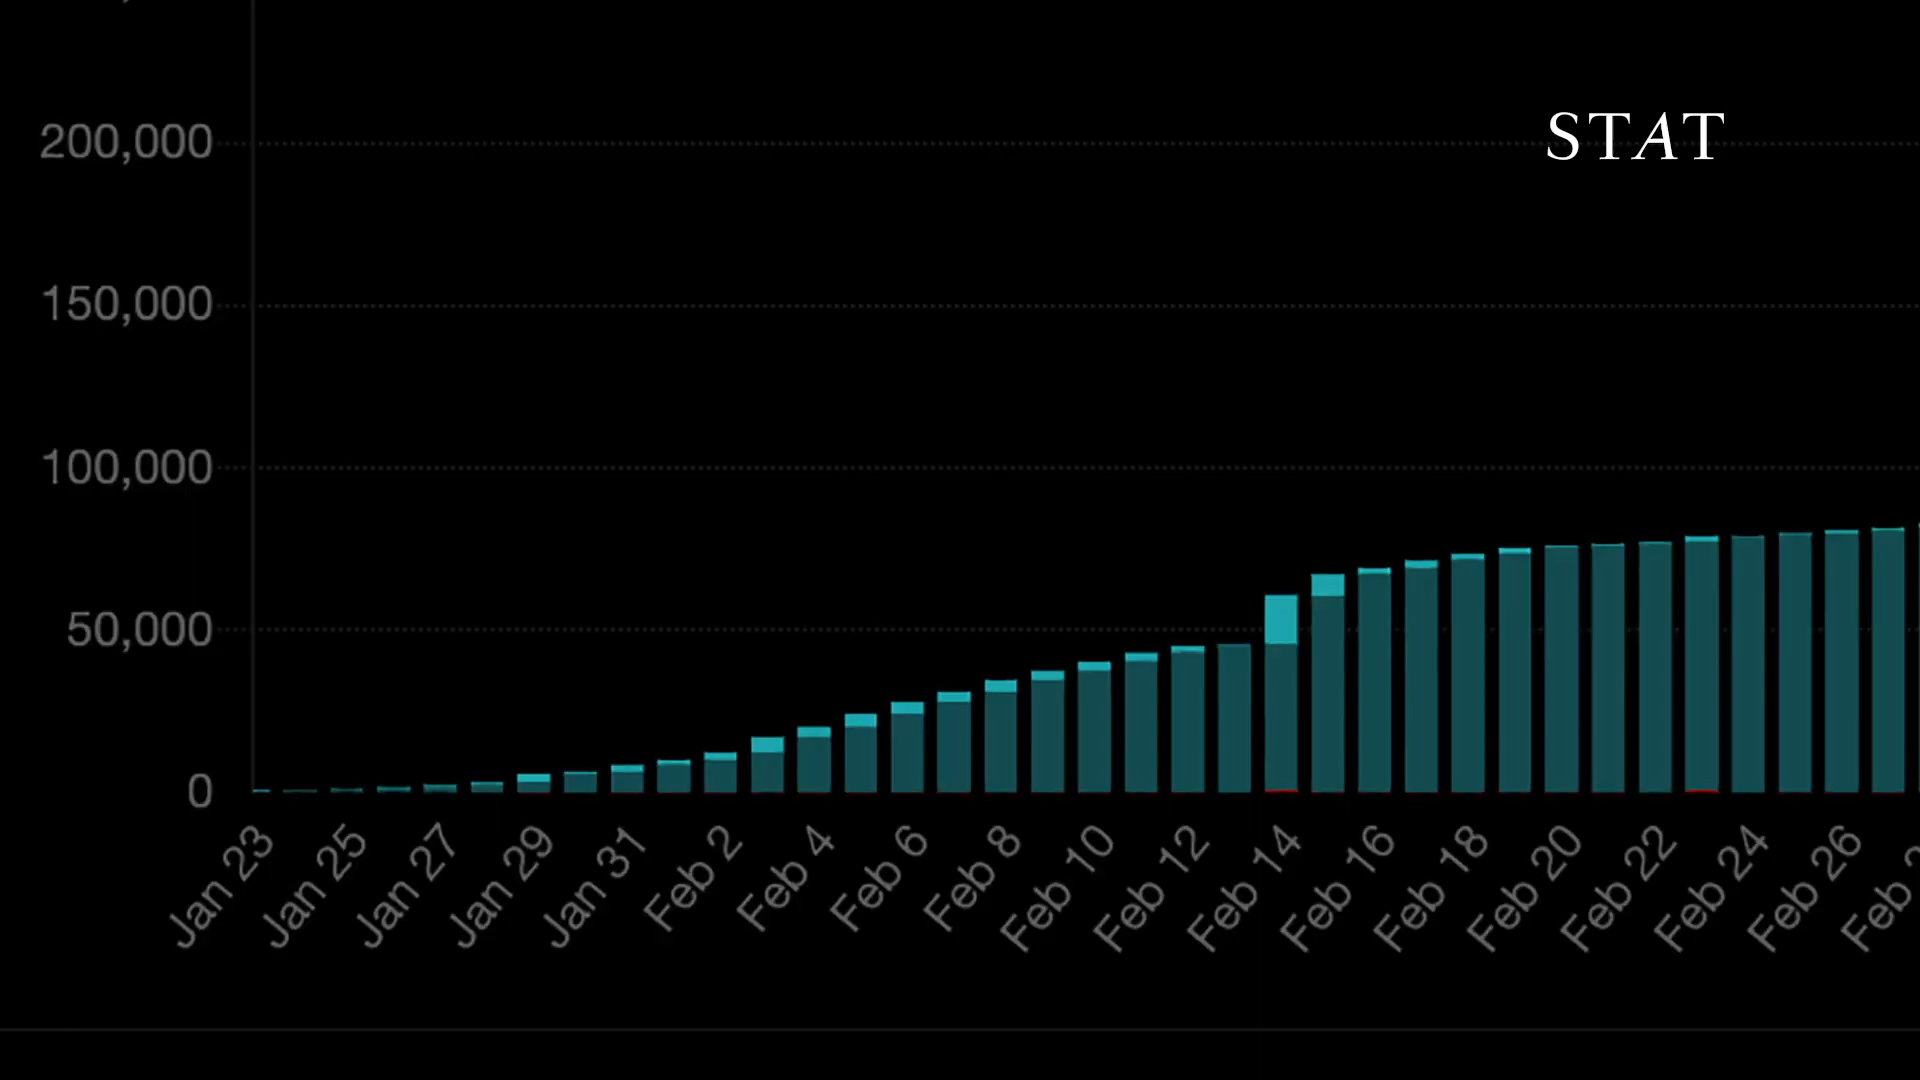 200,000
STAT
150,000
100,000
50,000
0
Jan 23
Jan 25
Jan 27
Jan 29
Jan 31
Feb 2
Feb 4
Feb 6
Feb 8
Feb 10
Feb 12
Feb 14
Feb 16
Feb 18
Feb 20
Feb 22
Feb 24
Feb 26
Feb